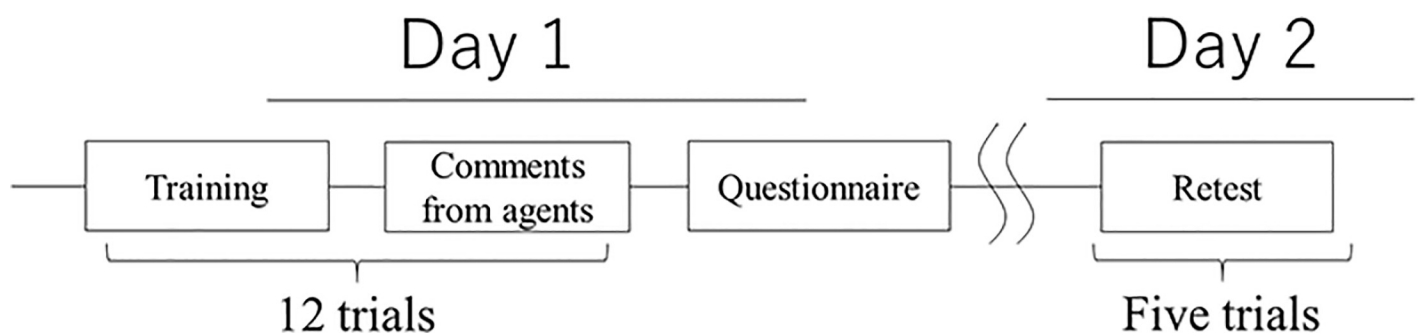 Day 1
Day 2
Training
Comments
from agents
Questionnaire
Retest
12 trials
Five trials